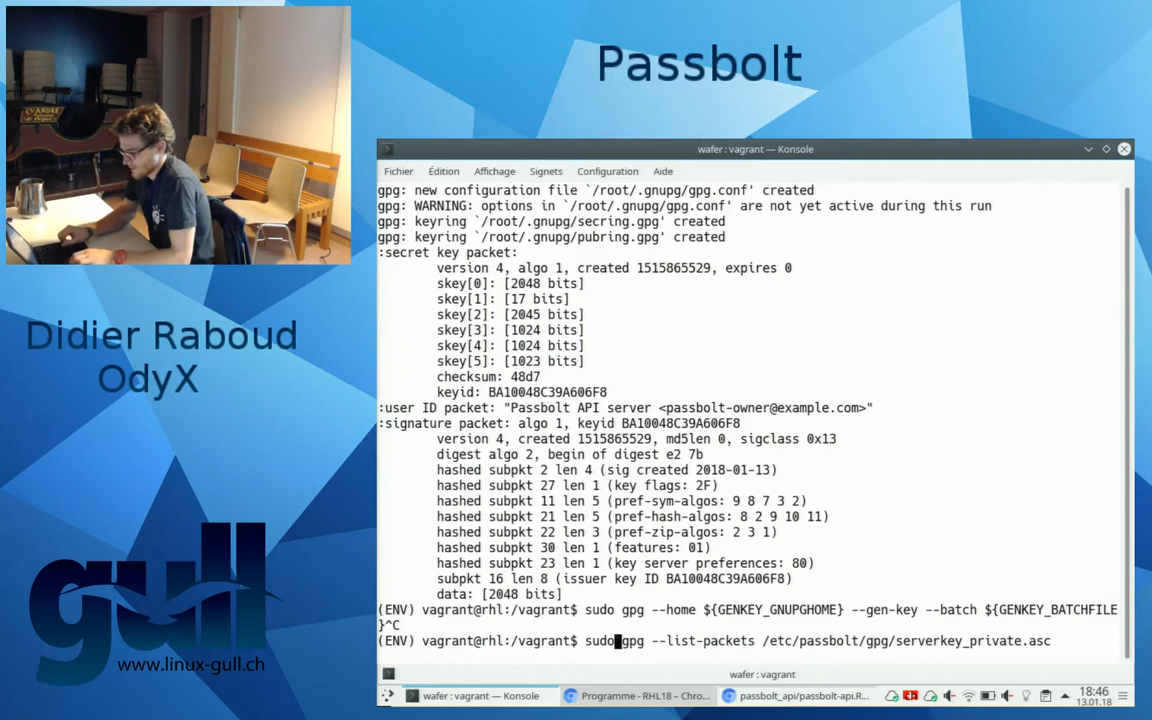 Passbolt
CH-ANDRÉ
Didier Raboud
OdyX
gull
www.linux-gull.ch
wafer : vagrant — Konsole
Fichier Édition Affichage Signets Configuration Aide
gpg: new configuration file `/root/.gnupg/gpg.conf' created
gpg: WARNING: options in `/root/.gnupg/gpg.conf' are not yet active during this run
gpg: keyring `/root/.gnupg/secring.gpg' created
gpg: keyring `/root/.gnupg/pubring.gpg' created
:secret key packet:
version 4, algo 1, created 1515865529, expires 0
skey[0]: [2048 bits]
skey[1]: [17 bits]
skey[2]: [2045 bits]
skey[3]: [1024 bits]
skey[4]: [1024 bits]
skey[5]: [1023 bits]
checksum: 48d7
keyid: BA10048C39A606F8
:user ID packet: "Passbolt API server <passbolt-owner@example.com>"
:signature packet: algo 1, keyid BA10048C39A606F8
version 4, created 1515865529, md5len 0, sigclass 0x13
digest algo 2, begin of digest e2 7b
hashed subpkt 2 len 4 (sig created 2018-01-13)
hashed subpkt 27 len 1 (key flags: 2F)
hashed subpkt 11 len 5 (pref-sym-algos: 9 8 7 3 2)
hashed subpkt 21 len 5 (pref-hash-algos: 8 2 9 10 11)
hashed subpkt 22 len 3 (pref-zip-algos: 2 3 1)
hashed subpkt 30 len 1 (features: 01)
hashed subpkt 23 len 1 (key server preferences: 80)
subpkt 16 len 8 (issuer key ID BA10048C39A606F8)
data: [2048 bits]
(ENV) vagrant@rhl:/vagrant$ sudo gpg --home ${GENKEY_GNUPGHOME} --gen-key --batch ${GENKEY_BATCHFILE
}^C
(ENV) vagrant@rhl:/vagrant$ sudo gpg --list-packets /etc/passbolt/gpg/serverkey_private.asc
wafer : vagrant
wafer : vagrant — Konsole
Programme - RHL18 – Chro...
passbolt_api/passbolt-api.R...
18:46
13.01.18